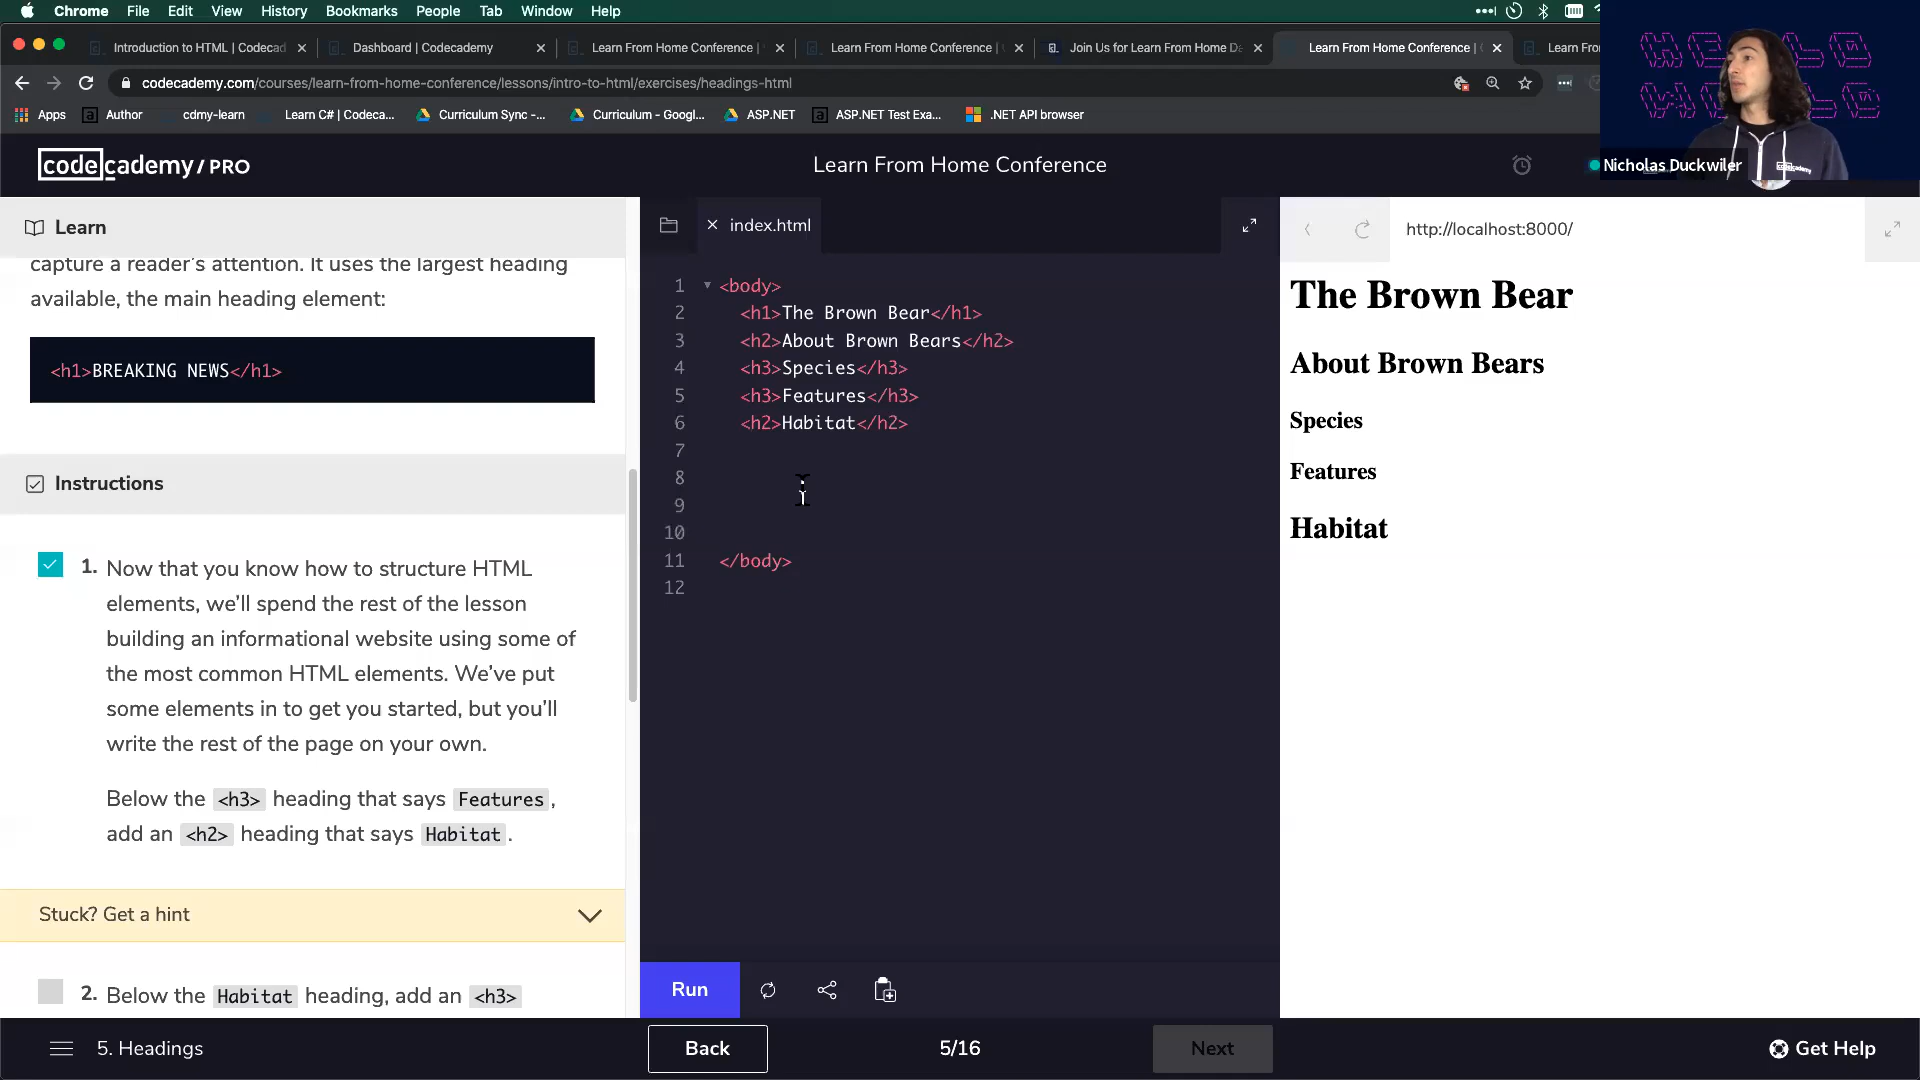 Chrome File Edit View History Bookmarks People Tab Window Help
Introduction to HTML | Codecad
Dashboard | Codecademy
Learn From Home Conference |
Learn From Home Conference |
Join Us for Learn From Home Da
Learn From Home Conference |
Learn Fro
codecademy.com/courses/learn-from-home-conference/lessons/intro-to-html/exercises/headings-html
Apps
Author
cdmy-learn
Learn C# | Codeca...
Curriculum Sync -...
Curriculum - Googl...
ASP.NET
ASP.NET Test Exa...
.NET API browser
Nicholas Duckwiler
codecademy / PRO
Learn From Home Conference
Learn
capture a reader's attention. It uses the largest heading
available, the main heading element:
<h1>BREAKING NEWS</h1>
Instructions
1. Now that you know how to structure HTML
elements, we'll spend the rest of the lesson
building an informational website using some of
the most common HTML elements. We've put
some elements in to get you started, but you'll
write the rest of the page on your own.
Below the <h3> heading that says Features,
add an <h2> heading that says Habitat.
Stuck? Get a hint
2. Below the Habitat heading, add an <h3>
index.html
1 <body>
2 <h1>The Brown Bear</h1>
3 <h2>About Brown Bears</h2>
4 <h3>Species</h3>
5 <h3>Features</h3>
6 <h2>Habitat</h2>
7
8
9
10
11 </body>
12
Run
http://localhost:8000/
The Brown Bear
About Brown Bears
Species
Features
Habitat
5. Headings
Back
5/16
Next
Get Help